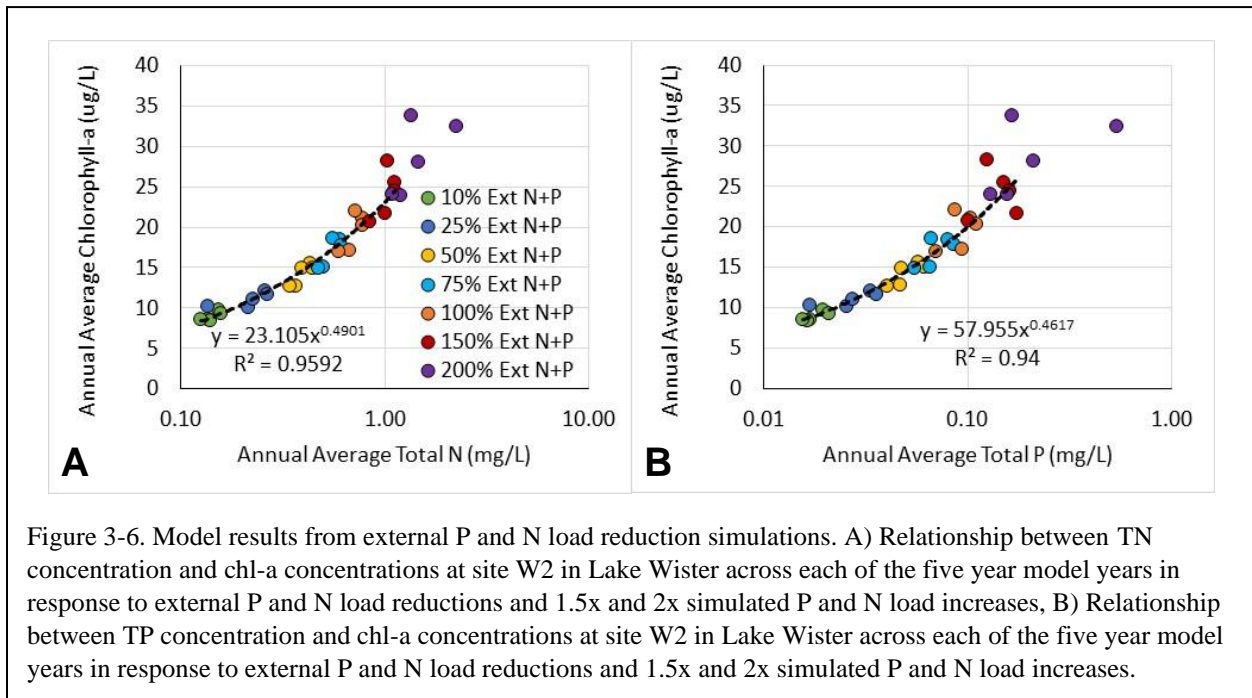 Annual Average Chlorophyll-a (ug/L)
40
35
30
25
20
15
10
5
0
10% Ext N+P
25% Ext N+P
50% Ext N+P
75% Ext N+P
100% Ext N+P
150% Ext N+P
200% Ext N+P
y = 23.105x^0.4901
R² = 0.9592
0.10 1.00 10.00
Annual Average Total N (mg/L)
A
Annual Average Chlorophyll-a (ug/L)
40
35
30
25
20
15
10
5
0
y = 57.955x^0.4617
R² = 0.94
0.01 0.10 1.00
Annual Average Total P (mg/L)
B
Figure 3-6. Model results from external P and N load reduction simulations. A) Relationship between TN
concentration and chl-a concentrations at site W2 in Lake Wister across each of the five year model years in
response to external P and N load reductions and 1.5x and 2x simulated P and N load increases, B) Relationship
between TP concentration and chl-a concentrations at site W2 in Lake Wister across each of the five year model
years in response to external P and N load reductions and 1.5x and 2x simulated P and N load increases.